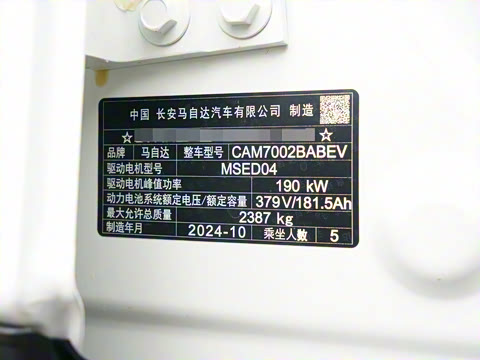 中国 长安马自达汽车有限公司 制造
☆ ☆
品牌 马自达 整车型号 CAM7002BABEV
驱动电机型号 MSED04
驱动电机峰值功率 190 kW
动力电池系统额定电压/额定容量 379V/181.5Ah
最大允许总质量 2387 kg
制造年月 2024-10 乘坐人数 5